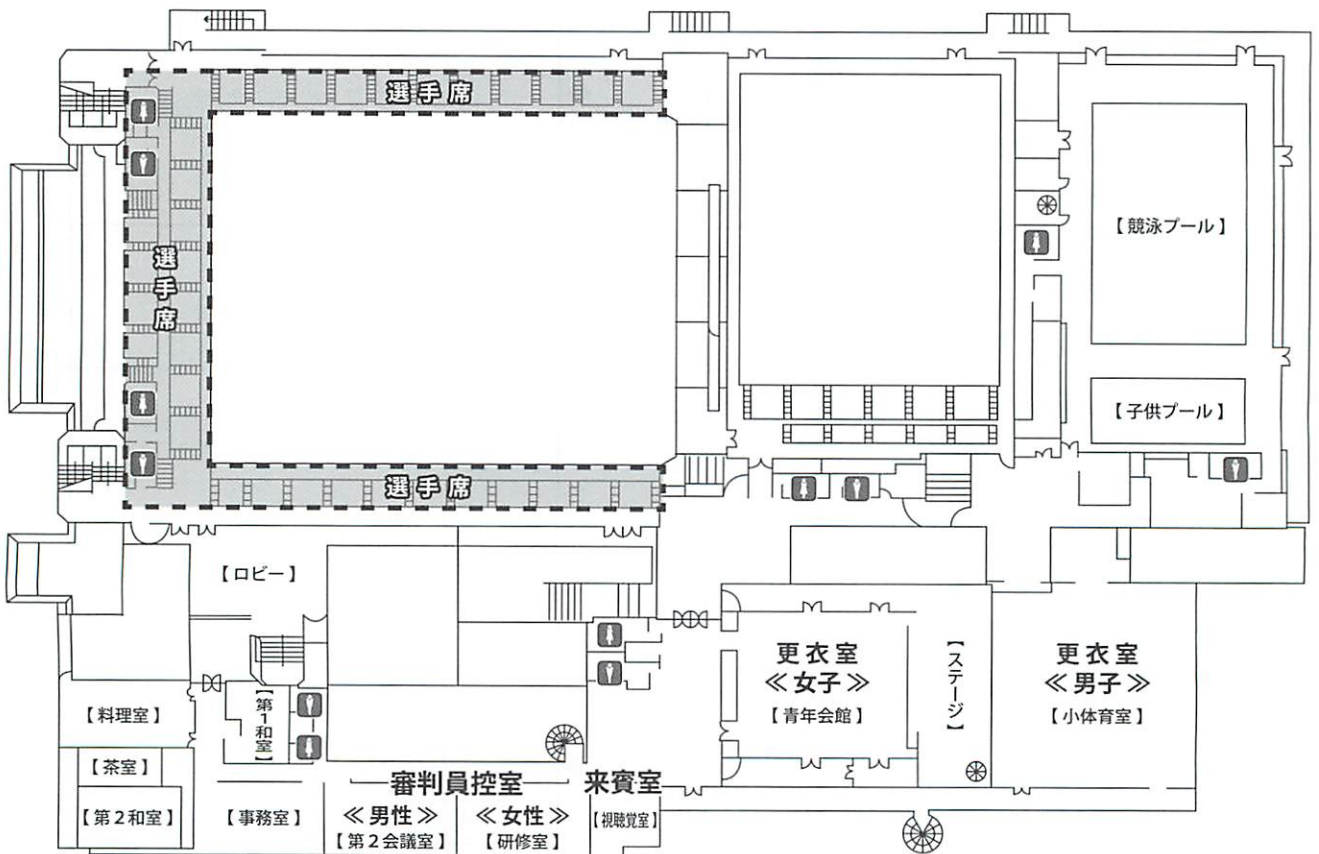 選手席
選手席
選手席
【競泳プール】
【子供プール】
【ロビー】
更衣室
≪女子≫
【青年会館】
【ステージ】
更衣室
≪男子≫
【小体育室】
【料理室】
【第1和室】
【茶室】
【第2和室】
【事務室】
審判員控室
≪男性≫
【第2会議室】
≪女性≫
【研修室】
来賓室
【視聴覚室】